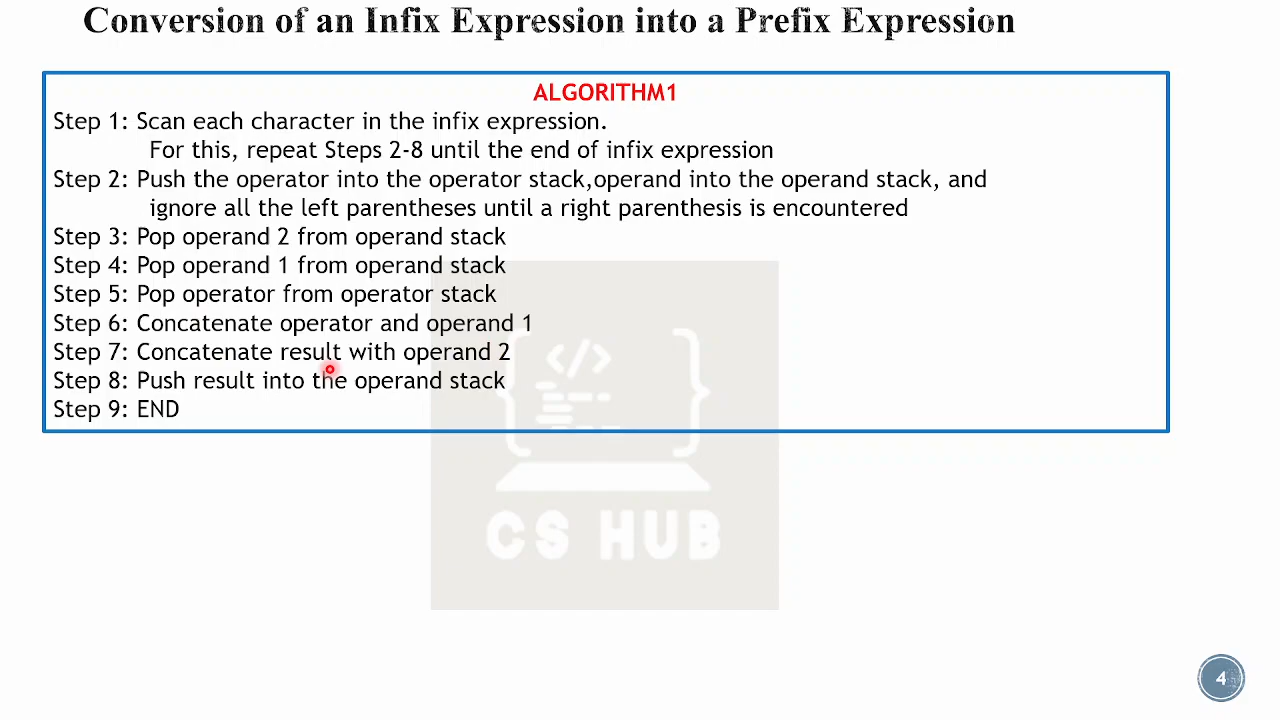 Conversion of an Infix Expression into a Prefix Expression
ALGORITHM1
Step 1: Scan each character in the infix expression.
For this, repeat Steps 2-8 until the end of infix expression
Step 2: Push the operator into the operator stack,operand into the operand stack, and
ignore all the left parentheses until a right parenthesis is encountered
Step 3: Pop operand 2 from operand stack
Step 4: Pop operand 1 from operand stack
Step 5: Pop operator from operator stack
Step 6: Concatenate operator and operand 1
Step 7: Concatenate result with operand 2
Step 8: Push result into the operand stack
Step 9: END
CS HUB
4